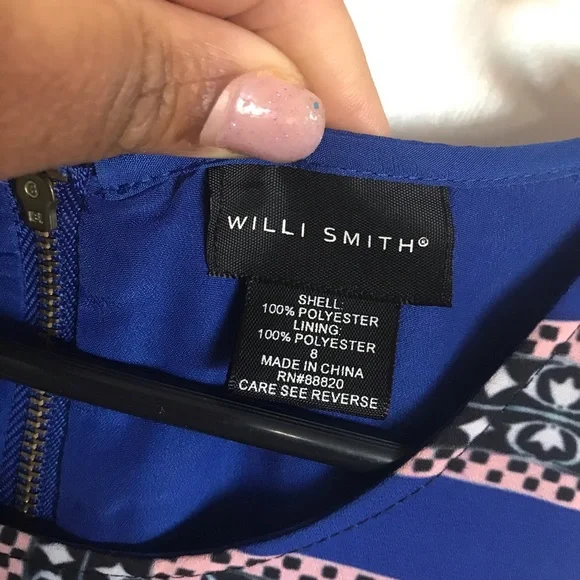 WILLI SMITH®
SHELL:
100% POLYESTER
LINING:
100% POLYESTER
8
MADE IN CHINA
RN#88820
CARE SEE REVERSE